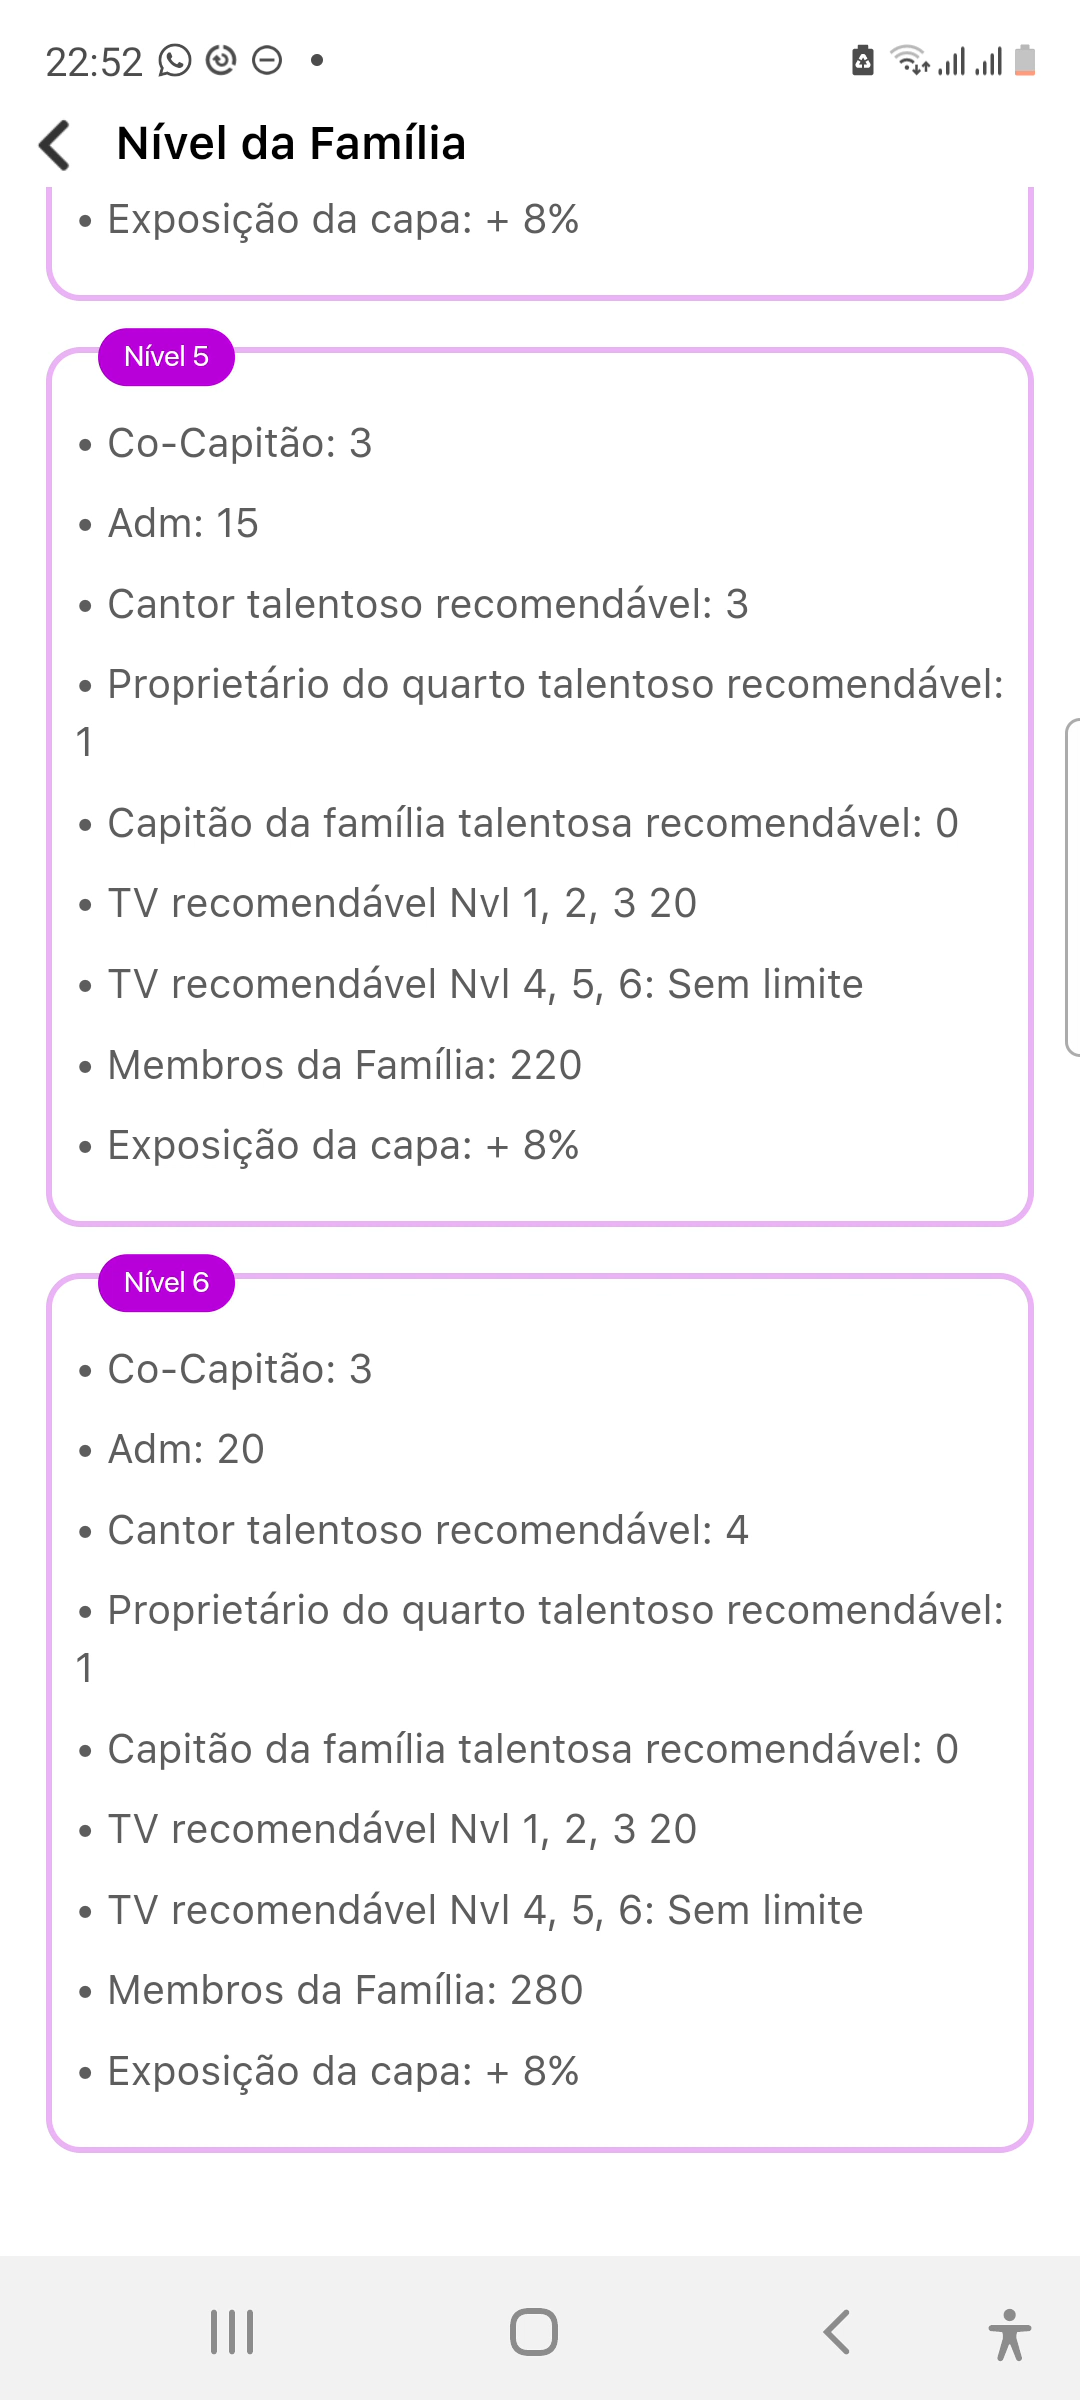 22:52
Nível da Família
• Exposição da capa: + 8%
Nível 5
• Co-Capitão: 3
• Adm: 15
• Cantor talentoso recomendável: 3
• Proprietário do quarto talentoso recomendável:
1
• Capitão da família talentosa recomendável: 0
• TV recomendável Nvl 1, 2, 3 20
• TV recomendável Nvl 4, 5, 6: Sem limite
• Membros da Família: 220
• Exposição da capa: + 8%
Nível 6
• Co-Capitão: 3
• Adm: 20
• Cantor talentoso recomendável: 4
• Proprietário do quarto talentoso recomendável:
1
• Capitão da família talentosa recomendável: 0
• TV recomendável Nvl 1, 2, 3 20
• TV recomendável Nvl 4, 5, 6: Sem limite
• Membros da Família: 280
• Exposição da capa: + 8%